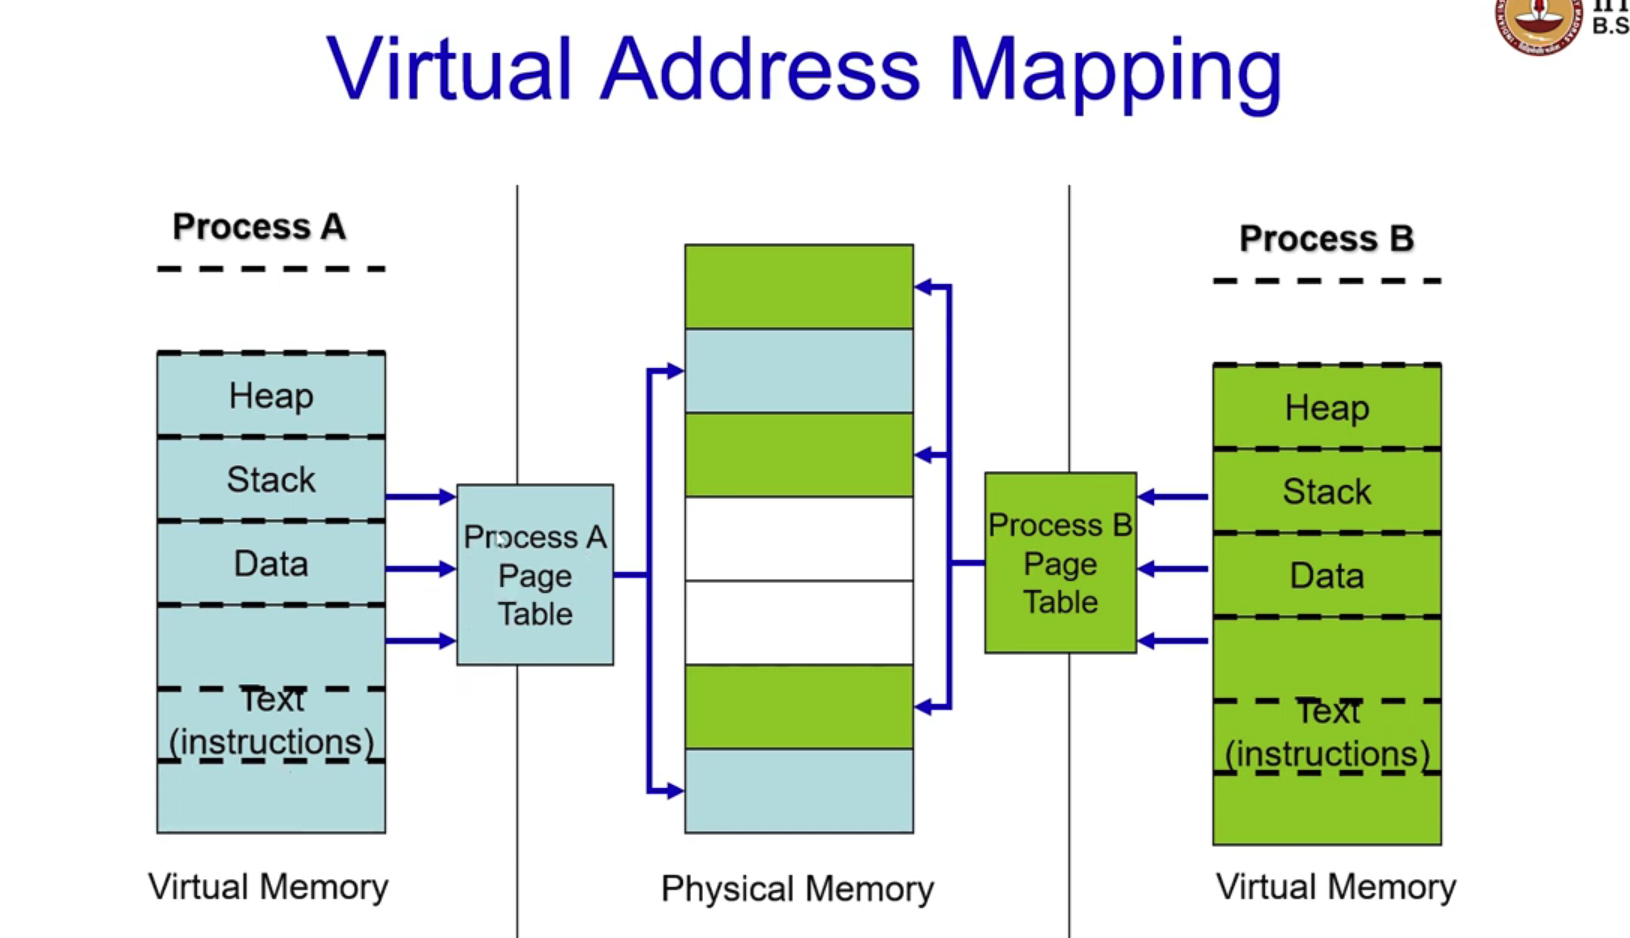 Virtual Address Mapping
B.S
Process A
Heap
Stack
Data
Text
(instructions)
Virtual Memory
Process A
Page
Table
Physical Memory
Process B
Page
Table
Process B
Heap
Stack
Data
Text
(instructions)
Virtual Memory